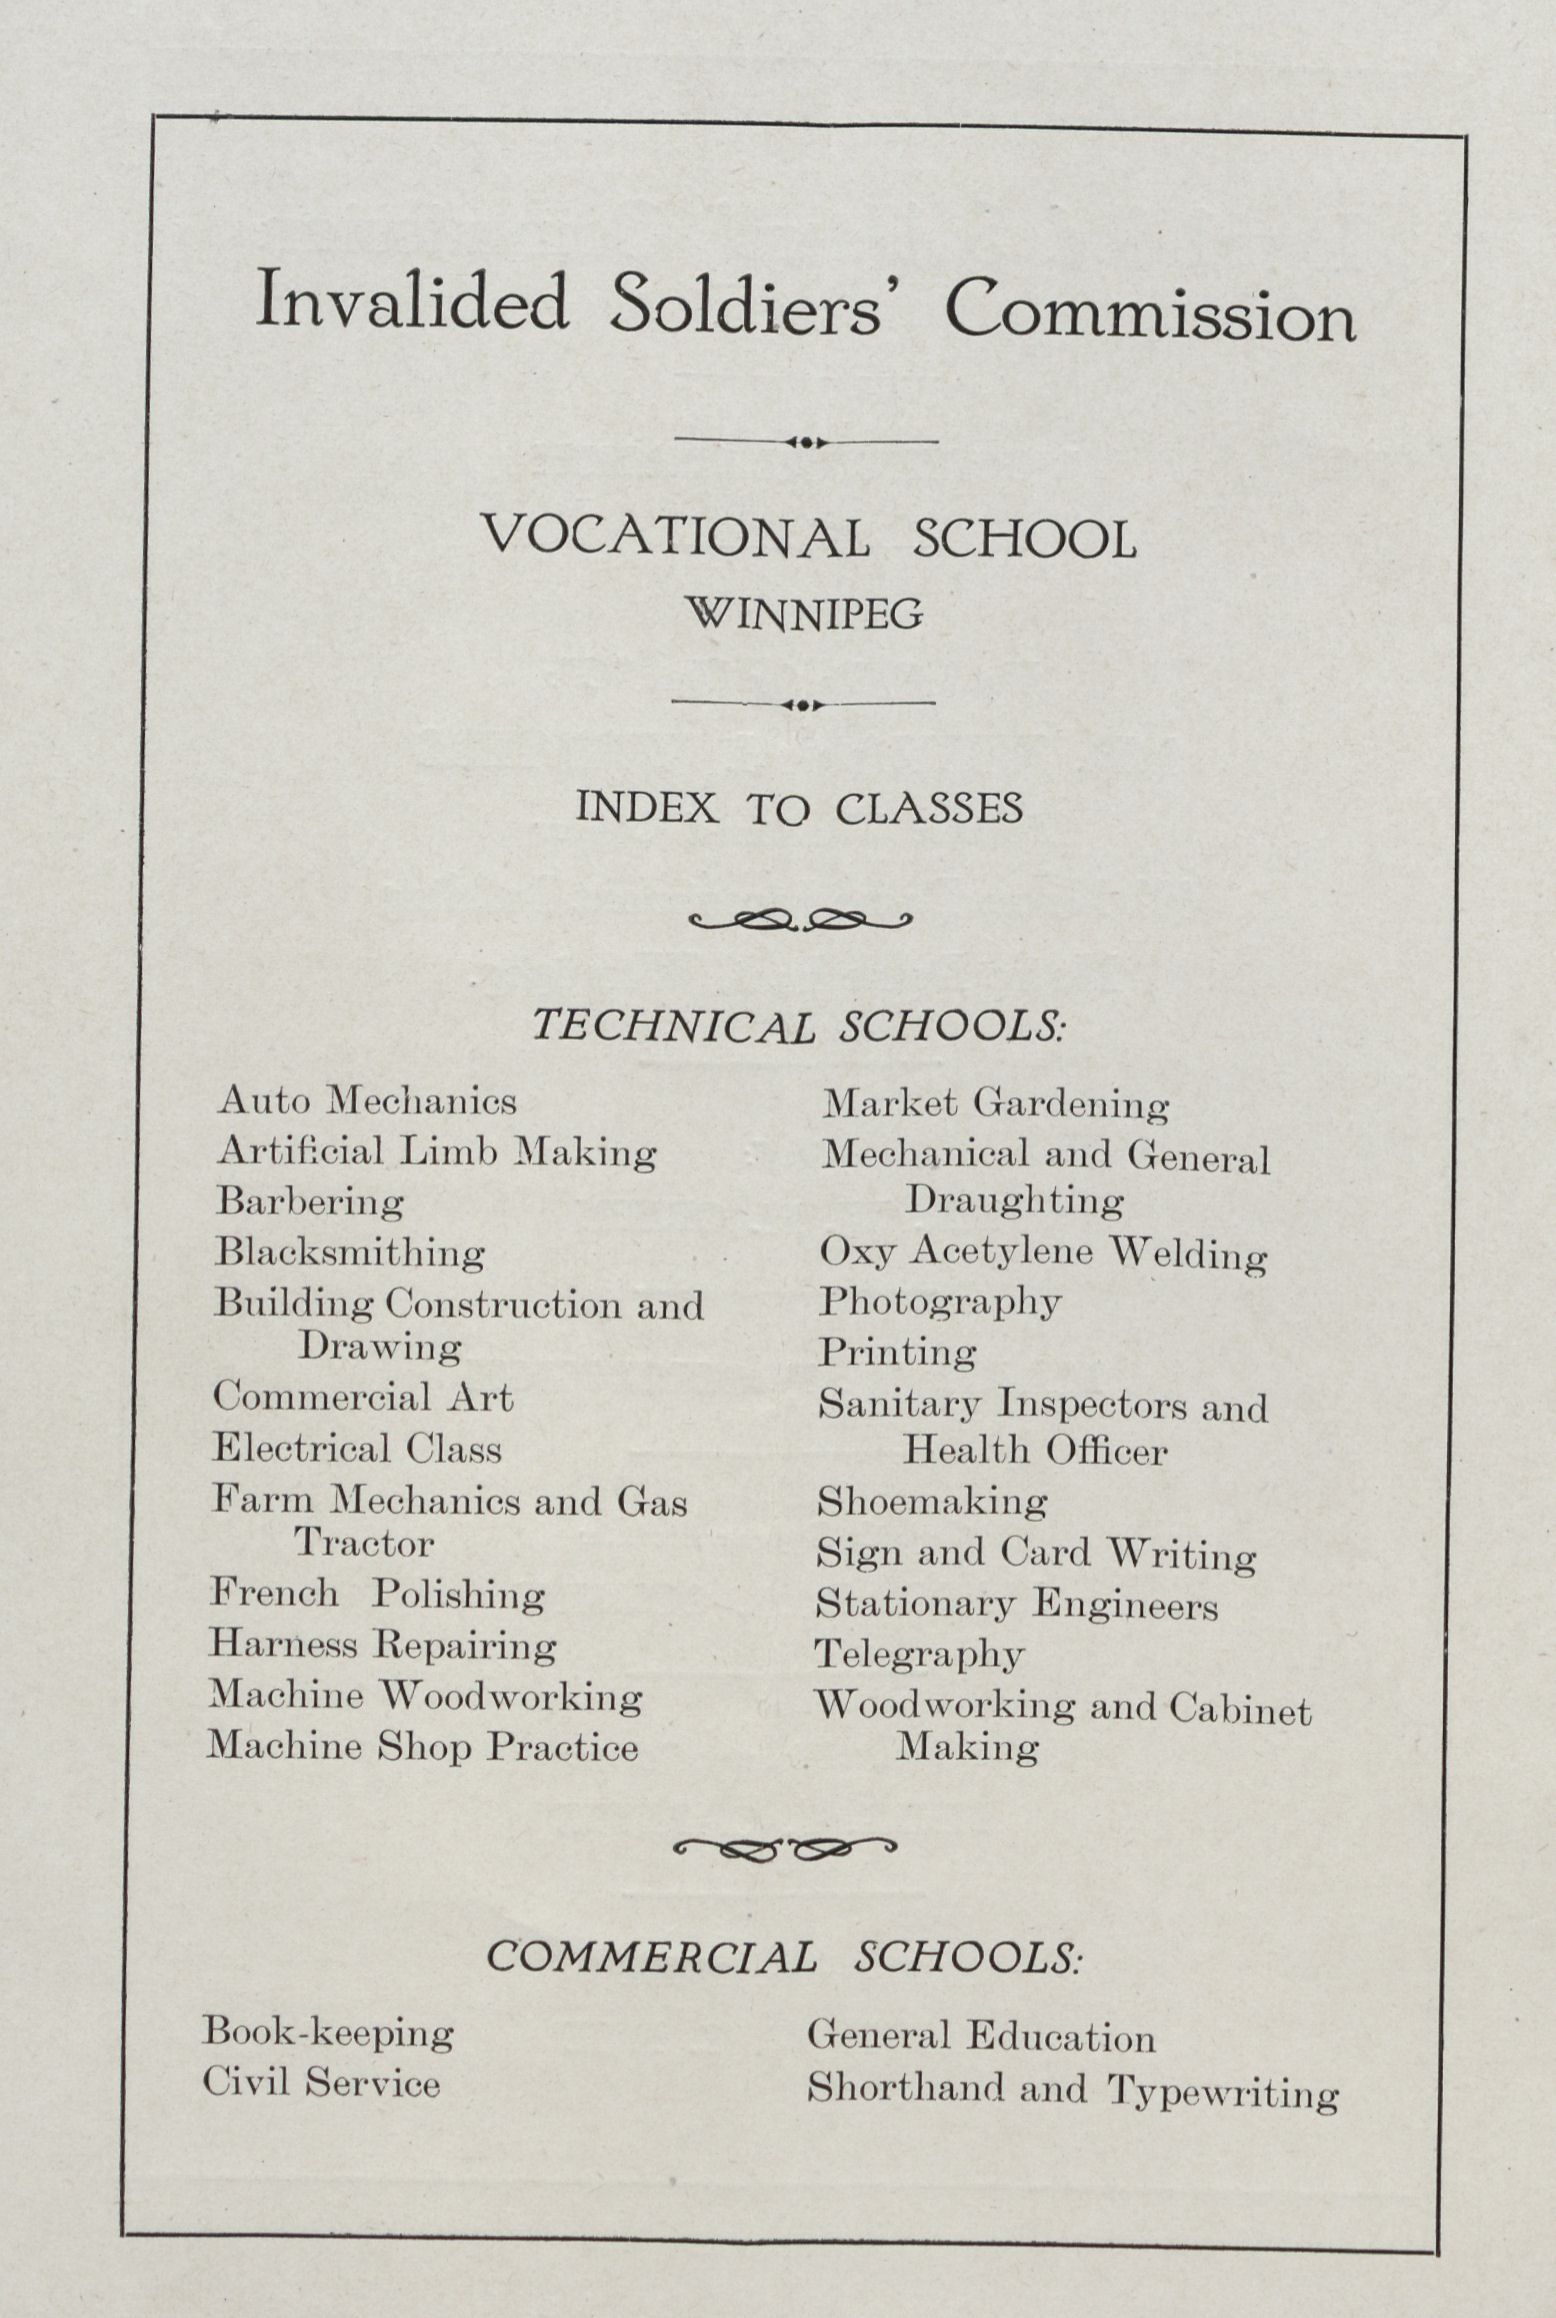 Invalided Soldiers' Commission
VOCATIONAL SCHOOL
WINNIPEG
INDEX TO CLASSES
TECHNICAL SCHOOLS:
Auto Mechanics
Artificial Limb Making
Barbering
Blacksmithing
Building Construction and
Drawing
Commercial Art
Electrical Class
Farm Mechanics and Gas
Tractor
French Polishing
Harness Repairing
Machine Woodworking
Machine Shop Practice
Market Gardening
Mechanical and General
Draughting
Oxy Acetylene Welding
Photography
Printing
Sanitary Inspectors and
Health Officer
Shoemaking
Sign and Card Writing
Stationary Engineers
Telegraphy
Woodworking and Cabinet
Making
COMMERCIAL SCHOOLS:
Book-keeping
Civil Service
General Education
Shorthand and Typewriting